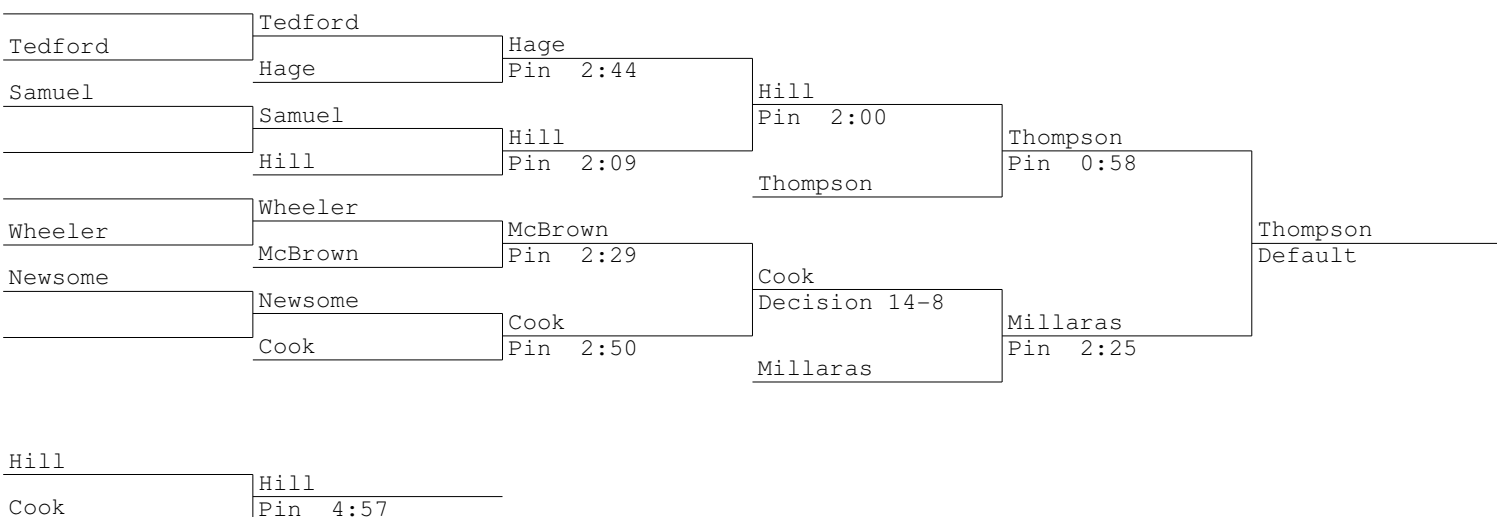 Tedford
Tedford
Hage
Hage
Pin 2:44
Samuel
Hill
Samuel
Pin 2:00
Hill
Thompson
Hill
Pin 2:09
Pin 0:58
Thompson
Wheeler
Wheeler
McBrown
Thompson
McBrown
Pin 2:29
Default
Newsome
Cook
Newsome
Decision 14-8
Cook
Millaras
Cook
Pin 2:50
Pin 2:25
Millaras
Hill
Hill
Cook
Pin 4:57